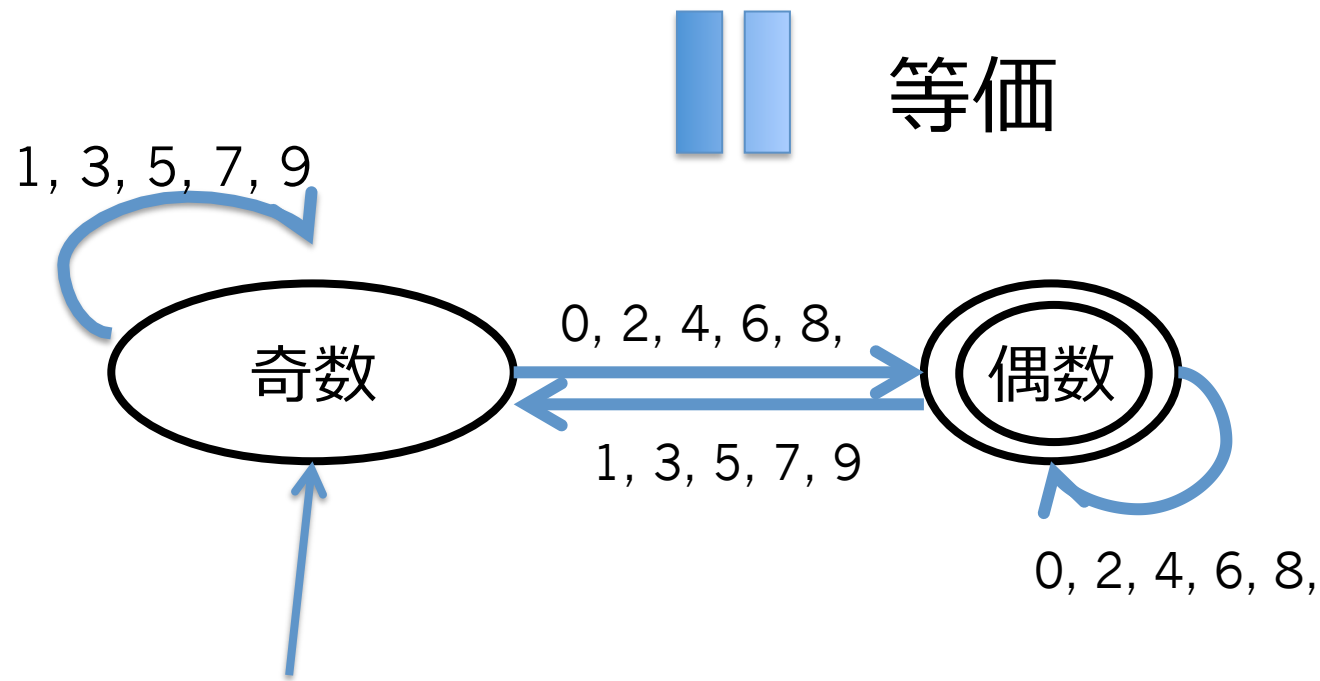 等価
1, 3, 5, 7, 9
0, 2, 4, 6, 8,
奇数
偶数
1, 3, 5, 7, 9
0, 2, 4, 6, 8,